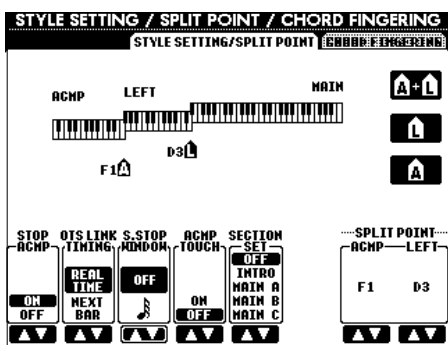 STYLE SETTING / SPLIT POINT / CHORD FINGERING
STYLE SETTING/SPLIT POINT CHORD FINGERING
ACMP LEFT MAIN
A+L
L
A
D3 L
F1 A
STOP ACMP
OTS LINK TIMING
S.STOP WINDOW
ACMP TOUCH
SECTION SET
SPLIT POINT
ACMP LEFT
ON
OFF
REAL TIME
NEXT BAR
OFF
ON
OFF
OFF
INTRO
MAIN A
MAIN B
MAIN C
F1 D3